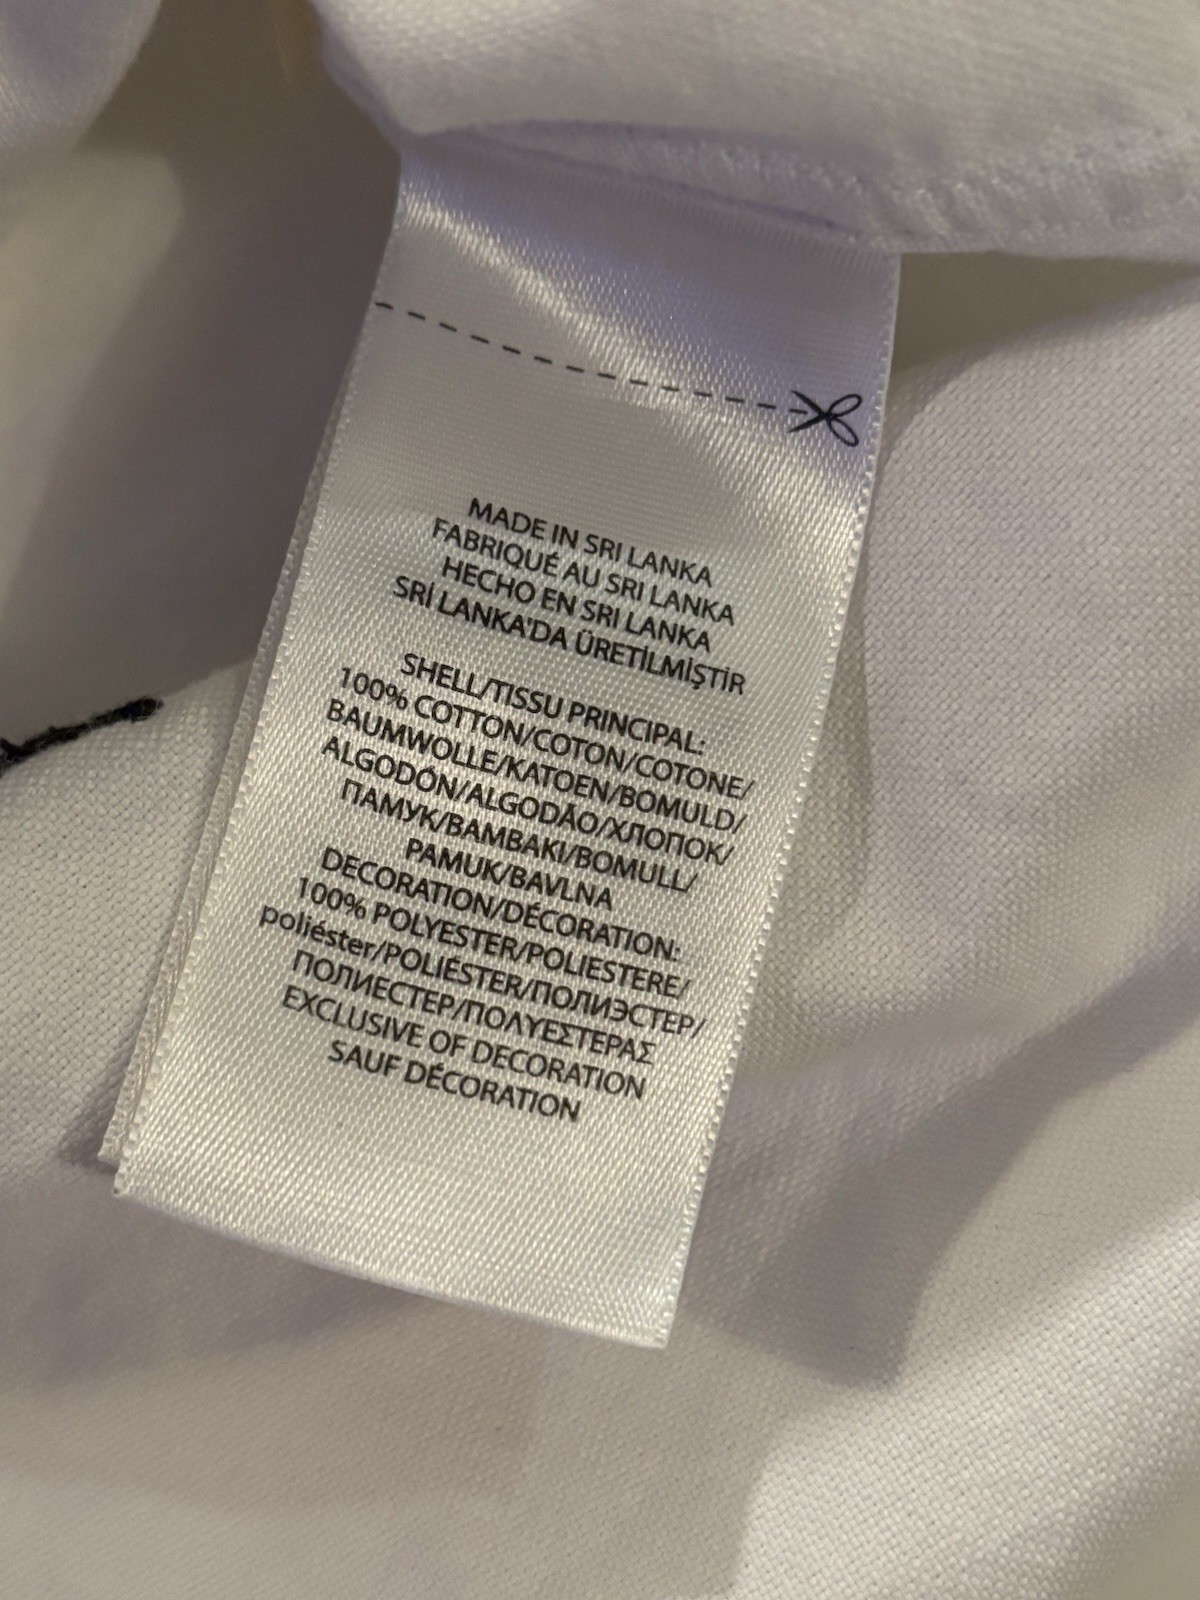 MADE IN SRI LANKA
FABRIQUÉ AU SRI LANKA
HECHO EN SRI LANKA
SRİ LANKA'DA ÜRETİLMİŞTİR
SHELL/TISSU PRINCIPAL:
100% COTTON/COTON/COTONE/
BAUMWOLLE/KATOEN/BOMULD/
ALGODÓN/ALGODÃO/ХЛОПОК/
ПАМУК/ΒΑΜΒΑΚΙ/BOMULL/
PAMUK/BAVLNA
DECORATION/DÉCORATION:
100% POLYESTER/POLIESTERE/
poliéster/POLIÉSTER/ПОЛИЭСТЕР/
ПОЛИЕСТЕР/ΠΟΛΥΕΣΤΕΡΑΣ
EXCLUSIVE OF DECORATION
SAUF DÉCORATION